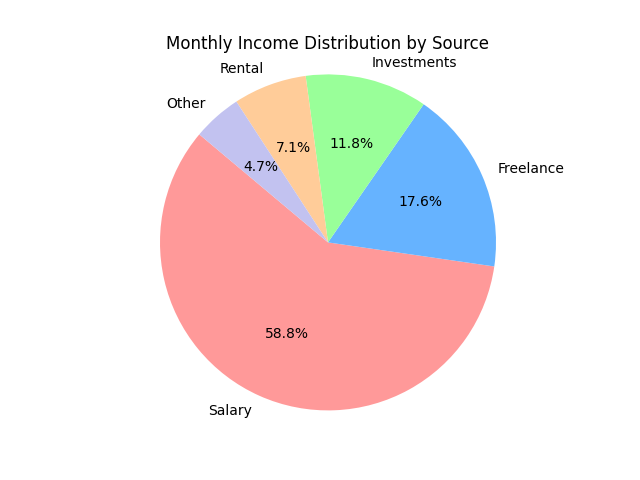 Monthly Income Distribution by Source
Investments
Rental
Other
7.1%
11.8%
4.7%
Freelance
17.6%
58.8%
Salary